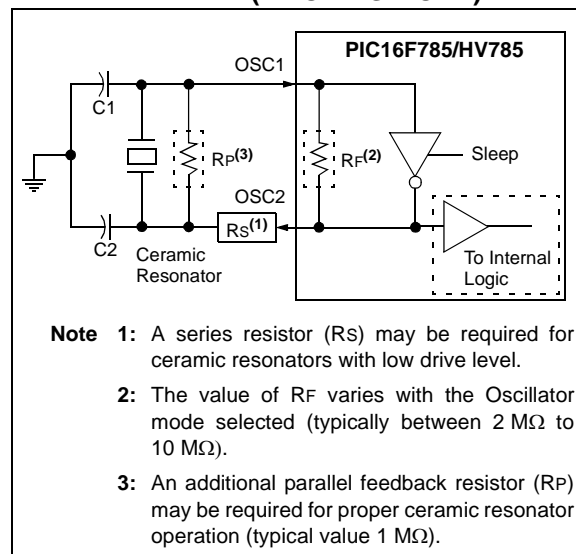 PIC16F785/HV785
OSC1
C1
RP(3)
RF(2)
Sleep
OSC2
C2
RS(1)
Ceramic
Resonator
To Internal
Logic
Note 1: A series resistor (RS) may be required for
ceramic resonators with low drive level.
2: The value of RF varies with the Oscillator
mode selected (typically between 2 MΩ to
10 MΩ).
3: An additional parallel feedback resistor (RP)
may be required for proper ceramic resonator
operation (typical value 1 MΩ).